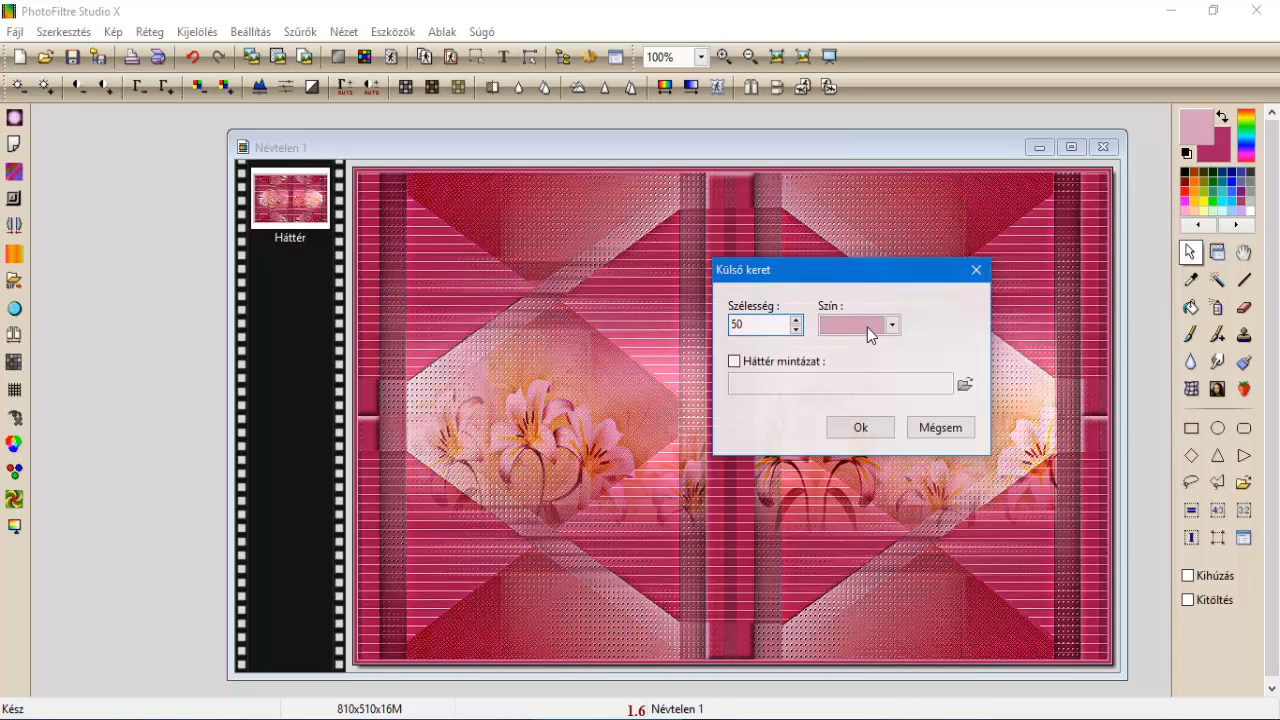 PhotoFiltre Studio X
Fájl Szerkesztés Kép Réteg Kijelölés Beállítás Szűrők Nézet Eszközök Ablak Súgó
100%
Névtelen 1
Háttér
Külső keret
Szélesség : Szín :
50
Háttér mintázat :
Ok Mégsem
Kihúzás
Kitöltés
Kész 810x510x16M 1.6 Névtelen 1